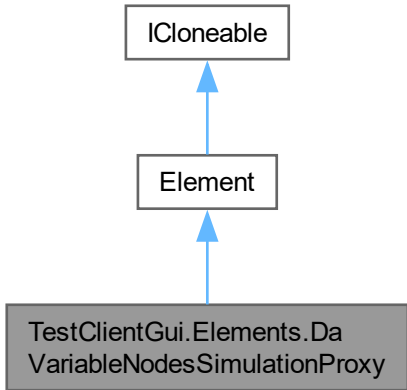 ICloneable
Element
TestClientGui.Elements.Da
VariableNodesSimulationProxy